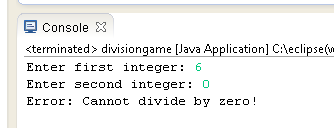 Console
<terminated> divisiongame [Java Application] C:\eclipse(w
Enter first integer: 6
Enter second integer: 0
Error: Cannot divide by zero!